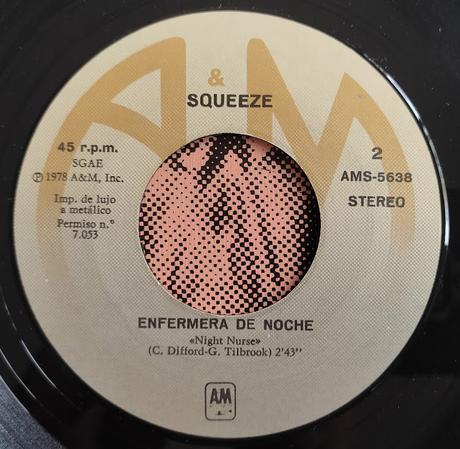 A&M
SQUEEZE
45 r.p.m.
SGAE
℗ 1978 A&M, Inc.
Imp. de lujo
a metálico
Permiso n.°
7.053
2
AMS-5638
STEREO
ENFERMERA DE NOCHE
«Night Nurse»
(C. Difford-G. Tilbrook) 2'43''
AM